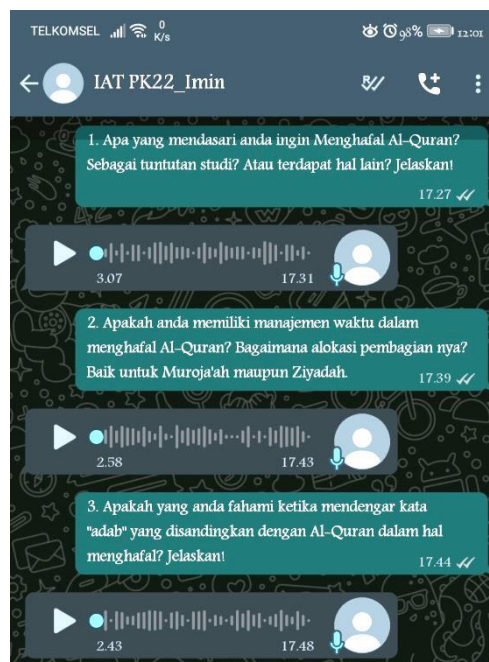 TELKOMSEL 0 K/s 98% 12:01
IAT PK22_Imin
1. Apa yang mendasari anda ingin Menghafal Al-Quran?
Sebagai tuntutan studi? Atau terdapat hal lain? Jelaskan!
17.27
3.07 17.31
2. Apakah anda memiliki manajemen waktu dalam
menghafal Al-Quran? Bagaimana alokasi pembagian nya?
Baik untuk Muroja'ah maupun Ziyadah.
17.39
2.58 17.43
3. Apakah yang anda fahami ketika mendengar kata
"adab" yang disandingkan dengan Al-Quran dalam hal
menghafal? Jelaskan!
17.44
2.43 17.48